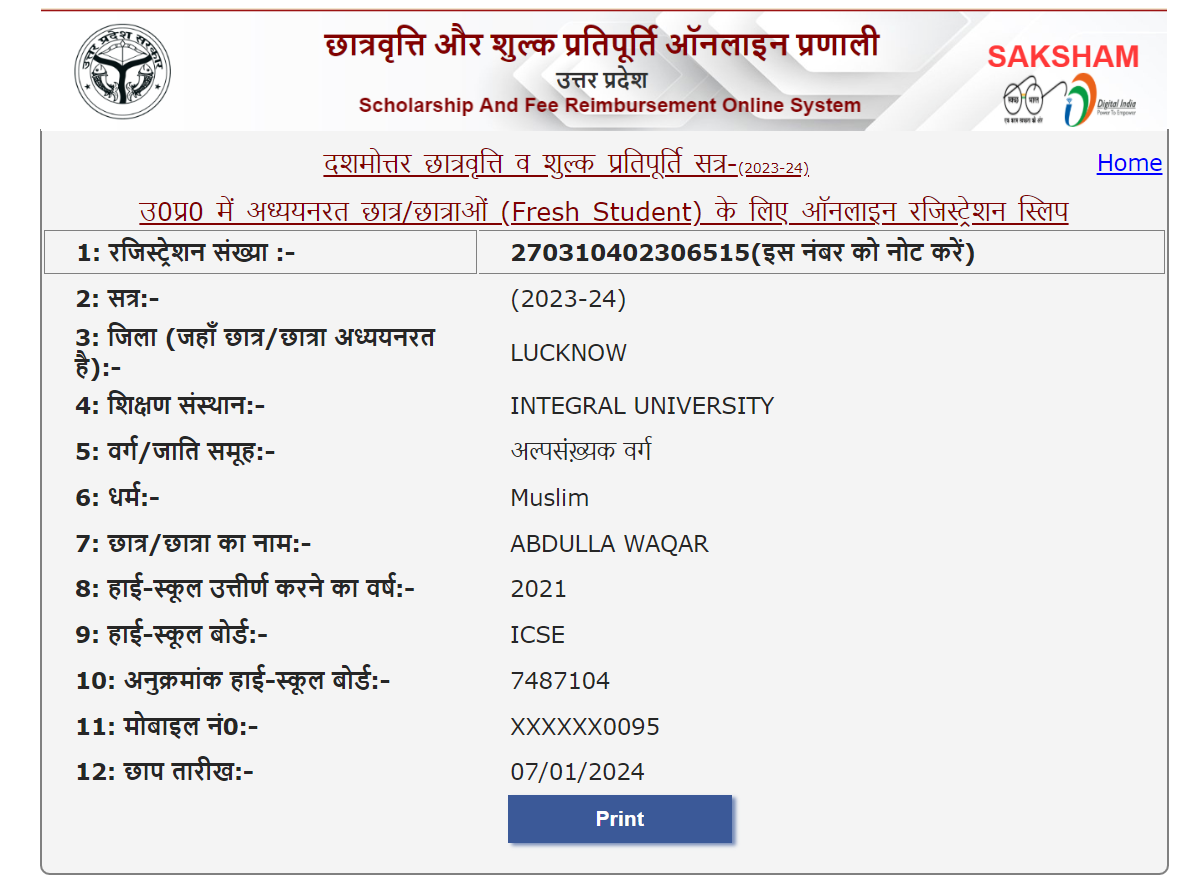 उत्तर प्रदेश सरकार
छात्रवृत्ति और शुल्क प्रतिपूर्ति ऑनलाइन प्रणाली
उत्तर प्रदेश
Scholarship And Fee Reimbursement Online System
SAKSHAM
स्वच्छ भारत
एक कदम स्वच्छता की ओर
Digital India
Power To Empower
दशमोत्तर छात्रवृत्ति व शुल्क प्रतिपूर्ति सत्र-(2023-24)
Home
उ0प्र0 में अध्ययनरत छात्र/छात्राओं (Fresh Student) के लिए ऑनलाइन रजिस्ट्रेशन स्लिप
1: रजिस्ट्रेशन संख्या :- 270310402306515(इस नंबर को नोट करें)
2: सत्र:- (2023-24)
3: जिला (जहाँ छात्र/छात्रा अध्ययनरत
है):- LUCKNOW
4: शिक्षण संस्थान:- INTEGRAL UNIVERSITY
5: वर्ग/जाति समूह:- अल्पसंख़्यक वर्ग
6: धर्म:- Muslim
7: छात्र/छात्रा का नाम:- ABDULLA WAQAR
8: हाई-स्कूल उत्तीर्ण करने का वर्ष:- 2021
9: हाई-स्कूल बोर्ड:- ICSE
10: अनुक्रमांक हाई-स्कूल बोर्ड:- 7487104
11: मोबाइल नं0:- XXXXXX0095
12: छाप तारीख:- 07/01/2024
Print